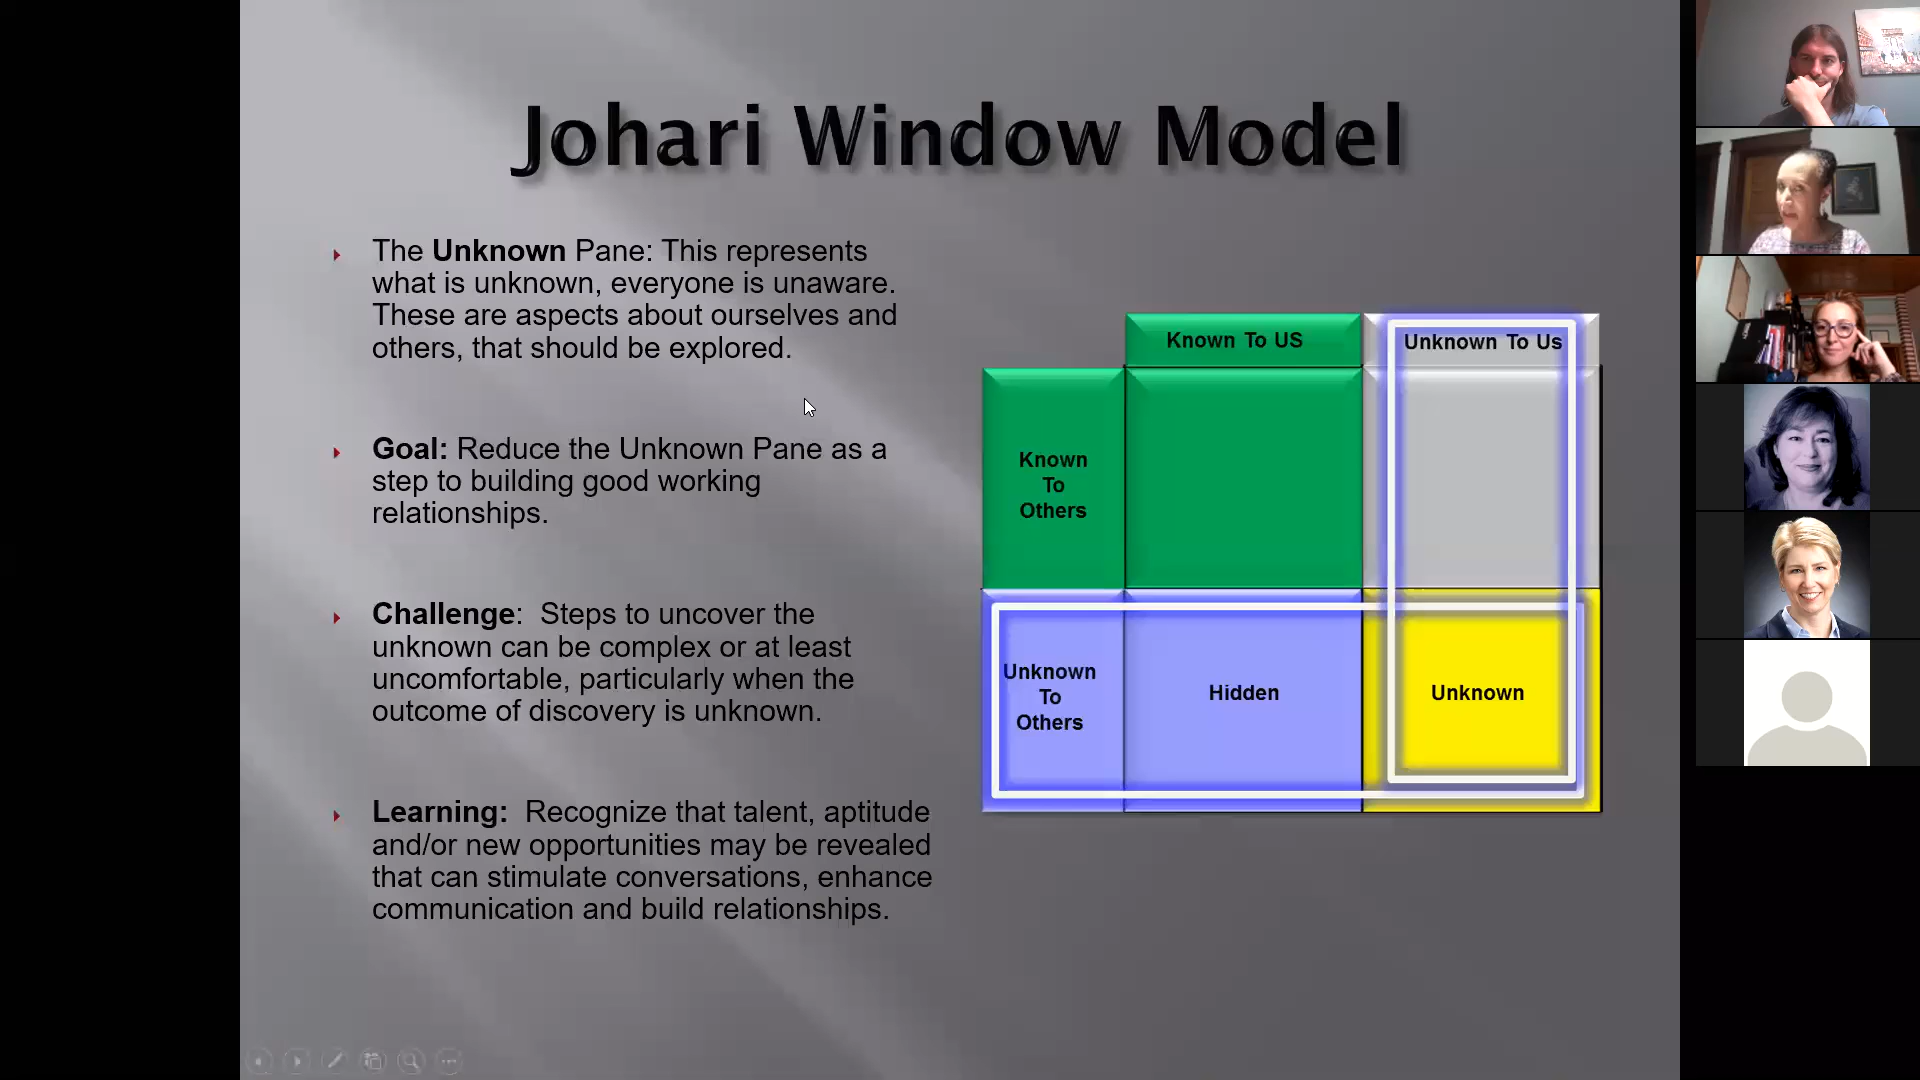 Johari Window Model
The Unknown Pane: This represents
what is unknown, everyone is unaware.
These are aspects about ourselves and
others, that should be explored.
Goal: Reduce the Unknown Pane as a
step to building good working
relationships.
Challenge:  Steps to uncover the
unknown can be complex or at least
uncomfortable, particularly when the
outcome of discovery is unknown.
Learning:  Recognize that talent, aptitude
and/or new opportunities may be revealed
that can stimulate conversations, enhance
communication and build relationships.
Known To US
Unknown To Us
Known
To
Others
Unknown
To
Others
Hidden
Unknown